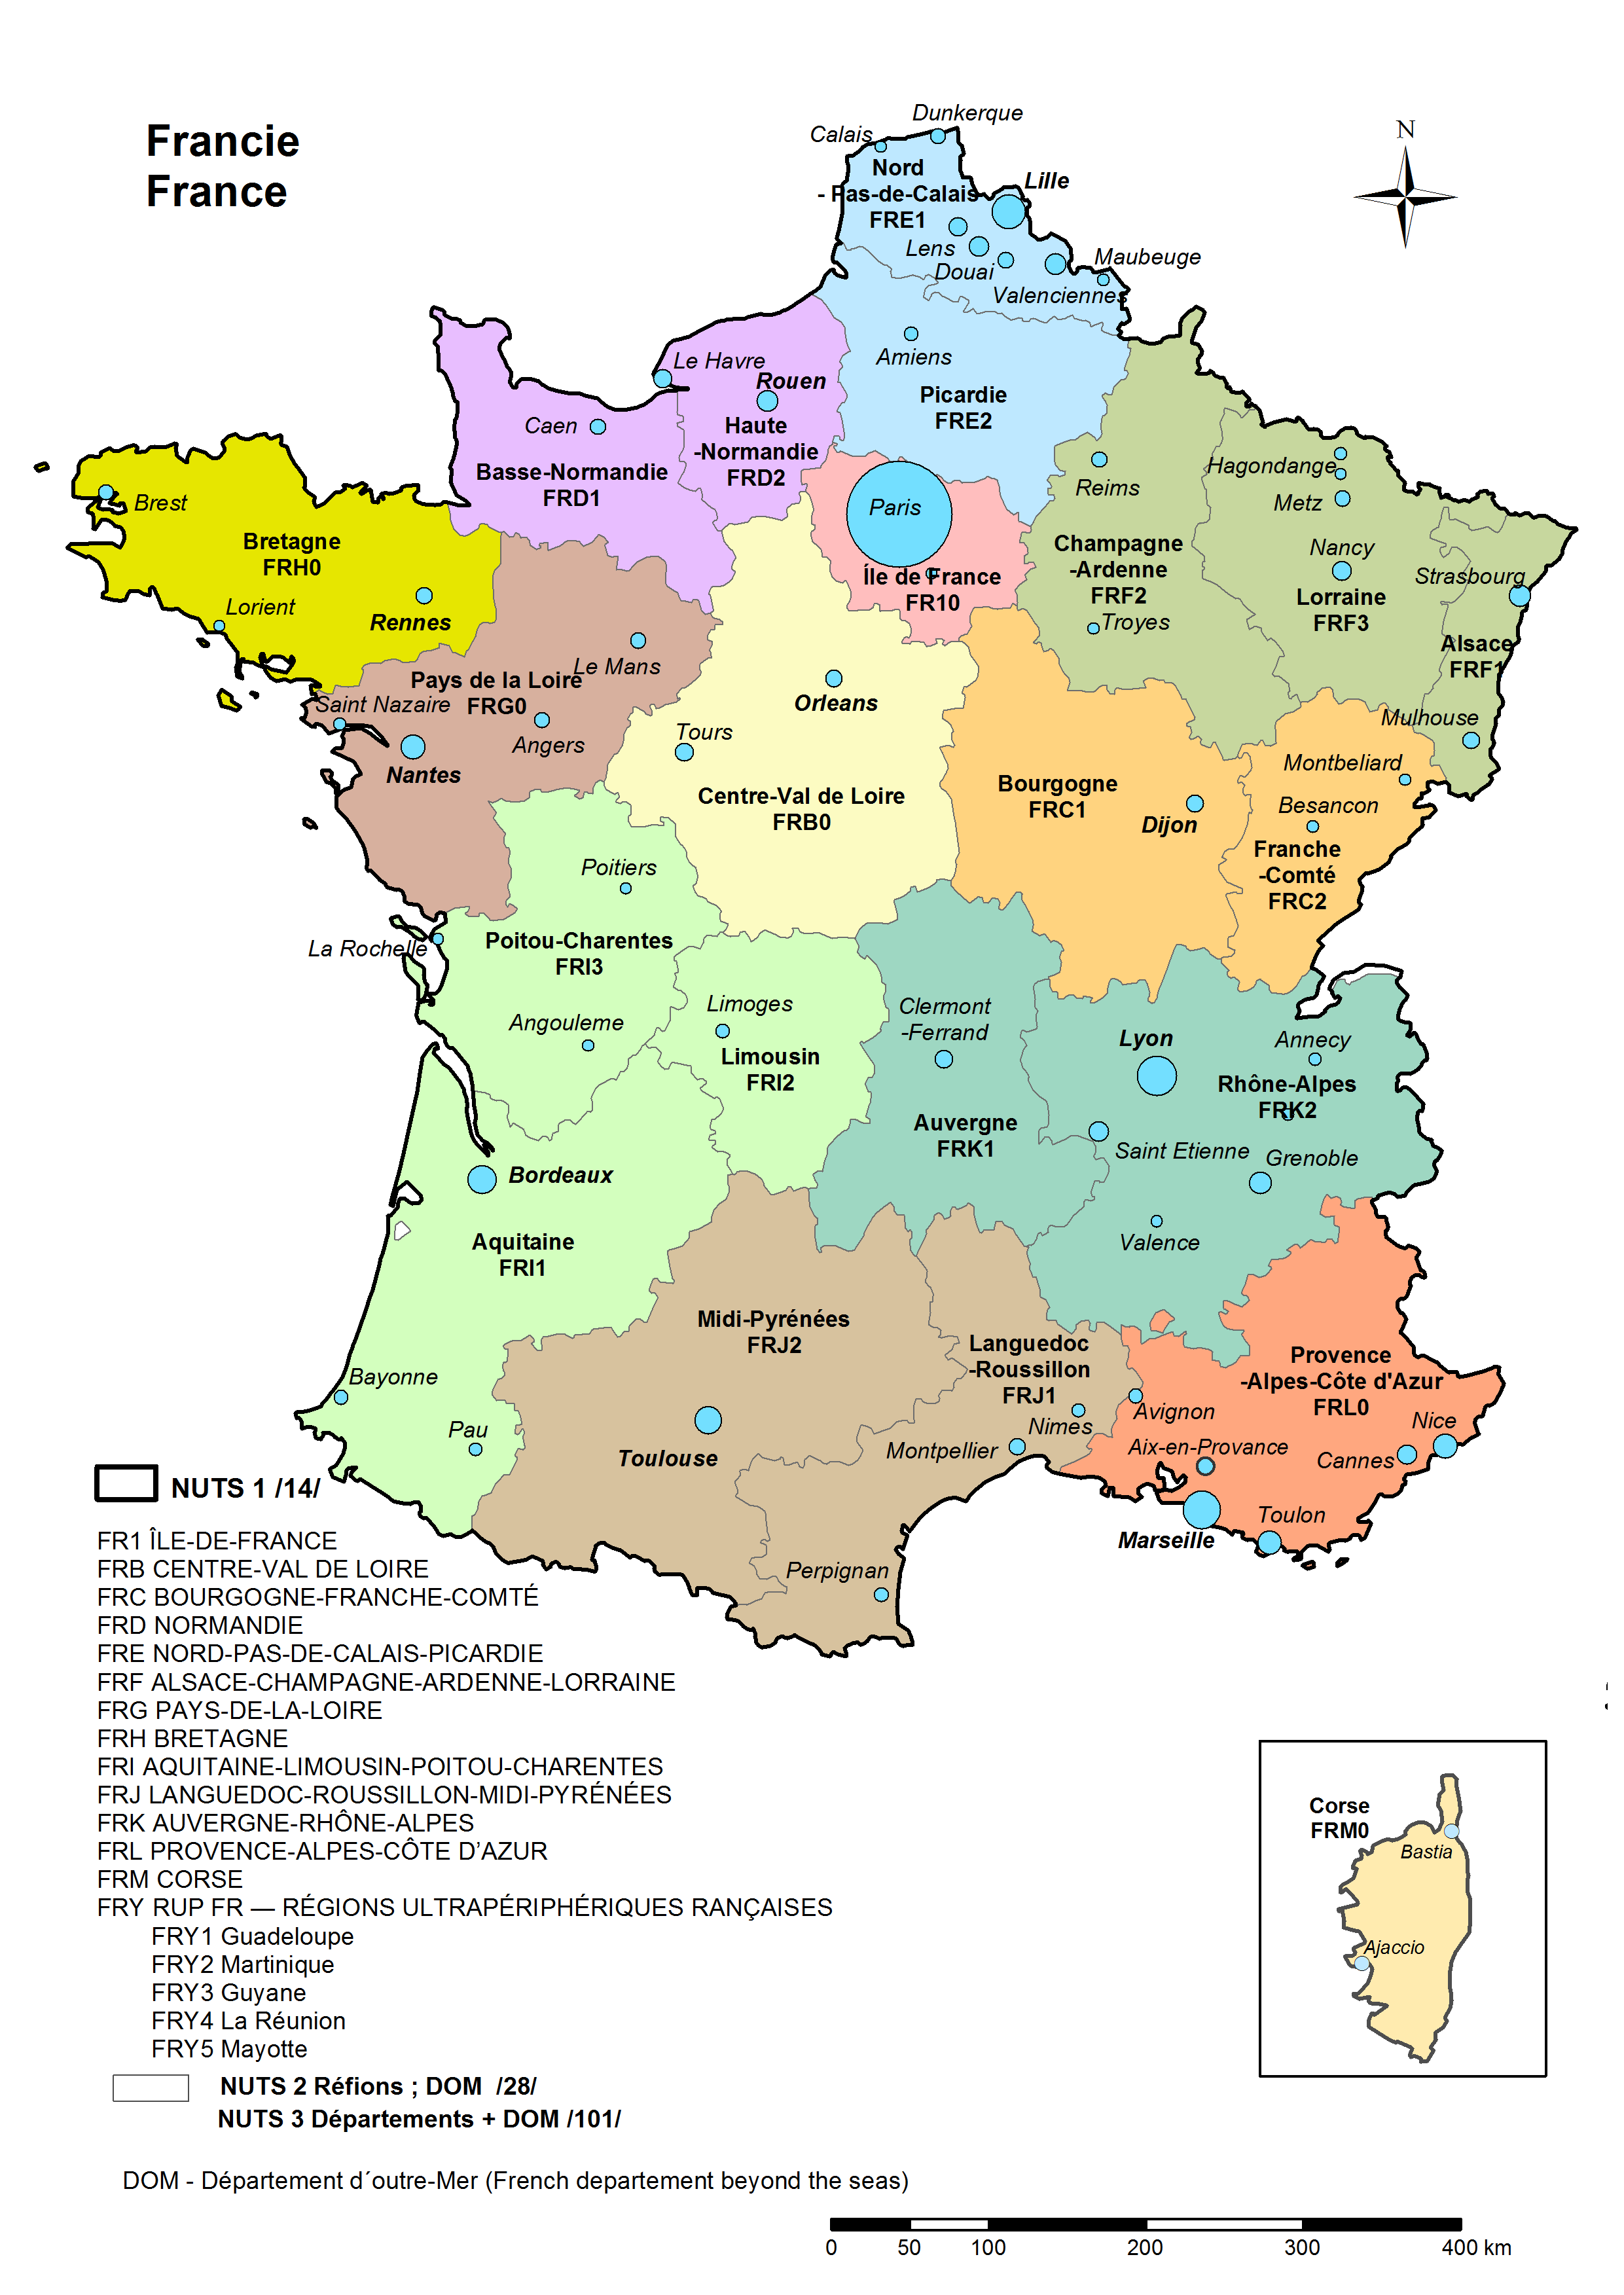 Francie
France
N
Dunkerque
Calais
Nord
- Pas-de-Calais
FRE1
Lille
Lens
Douai
Maubeuge
Valenciennes
Amiens
Picardie
FRE2
Le Havre
Rouen
Haute
-Normandie
FRD2
Caen
Basse-Normandie
FRD1
Brest
Bretagne
FRH0
Lorient
Rennes
Paris
Île de France
FR10
Reims
Champagne
-Ardenne
FRF2
Troyes
Hagondange
Metz
Nancy
Lorraine
FRF3
Strasbourg
Alsace
FRF1
Mulhouse
Le Mans
Pays de la Loire
FRG0
Saint Nazaire
Angers
Nantes
Orleans
Tours
Centre-Val de Loire
FRB0
Bourgogne
FRC1
Dijon
Montbeliard
Besancon
Franche
-Comté
FRC2
Poitiers
Poitou-Charentes
FRI3
La Rochelle
Angouleme
Limoges
Limousin
FRI2
Clermont
-Ferrand
Auvergne
FRK1
Lyon
Annecy
Rhône-Alpes
FRK2
Saint Etienne
Grenoble
Valence
Bordeaux
Aquitaine
FRI1
Bayonne
Pau
Midi-Pyrénées
FRJ2
Toulouse
Languedoc
-Roussillon
FRJ1
Nimes
Montpellier
Perpignan
Provence
-Alpes-Côte d'Azur
FRL0
Avignon
Aix-en-Provance
Nice
Cannes
Toulon
Marseille
NUTS 1 /14/
FR1 ÎLE-DE-FRANCE
FRB CENTRE-VAL DE LOIRE
FRC BOURGOGNE-FRANCHE-COMTÉ
FRD NORMANDIE
FRE NORD-PAS-DE-CALAIS-PICARDIE
FRF ALSACE-CHAMPAGNE-ARDENNE-LORRAINE
FRG PAYS-DE-LA-LOIRE
FRH BRETAGNE
FRI AQUITAINE-LIMOUSIN-POITOU-CHARENTES
FRJ LANGUEDOC-ROUSSILLON-MIDI-PYRÉNÉES
FRK AUVERGNE-RHÔNE-ALPES
FRL PROVENCE-ALPES-CÔTE D’AZUR
FRM CORSE
FRY RUP FR — RÉGIONS ULTRAPÉRIPHÉRIQUES RANÇAISES
FRY1 Guadeloupe
FRY2 Martinique
FRY3 Guyane
FRY4 La Réunion
FRY5 Mayotte
NUTS 2 Réfions ; DOM /28/
NUTS 3 Départements + DOM /101/
DOM - Département d´outre-Mer (French departement beyond the seas)
Corse
FRM0
Bastia
Ajaccio
0 50 100 200 300 400 km